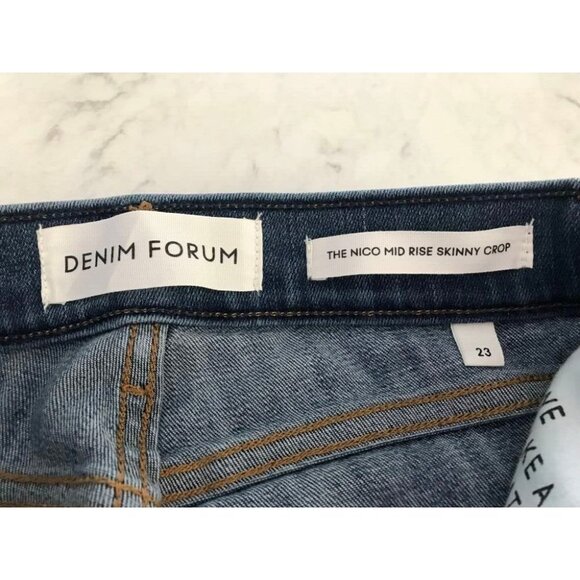 DENIM FORUM
THE NICO MID RISE SKINNY CROP
23